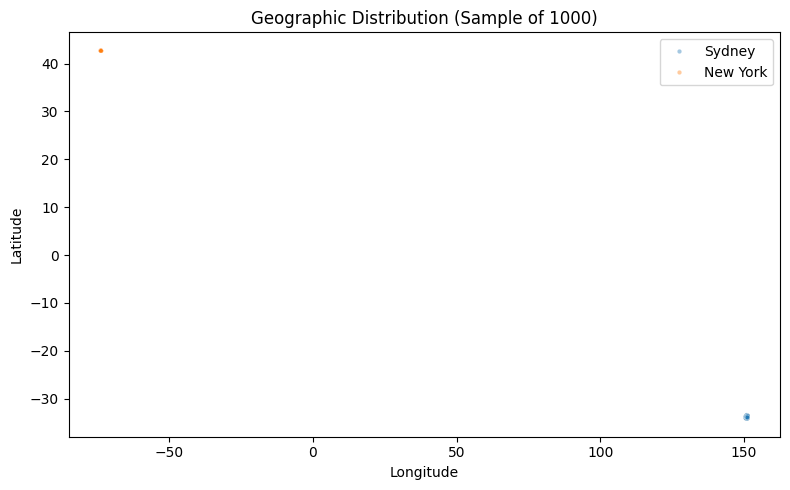 Geographic Distribution (Sample of 1000)
Sydney
New York
40
30
20
10
0
−10
−20
−30
Latitude
−50
0
50
100
150
Longitude